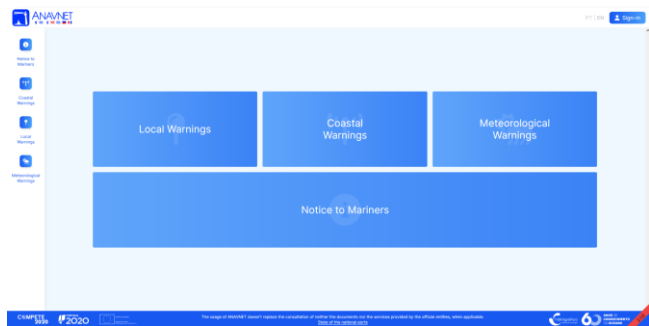 ANAVNET
PT | EN
Sign-in
Notice to
Mariners
Coastal
Warnings
Local
Warnings
Meteorological
Warnings
Local Warnings
Coastal
Warnings
Meteorological
Warnings
Notice to Mariners
COMPETE
2020
2020
The usage of ANAVNET doesn't replace the consultation of neither the documents nor the services provided by the official entities, when applicable.
State of the national ports